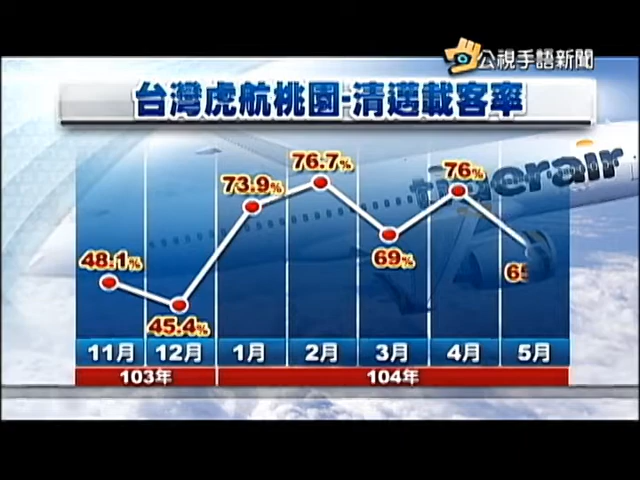 公視手語新聞
台灣虎航桃園-清邁載客率
tigerair
48.1%
45.4%
73.9%
76.7%
69%
76%
11月 12月 1月 2月 3月 4月 5月
103年 104年